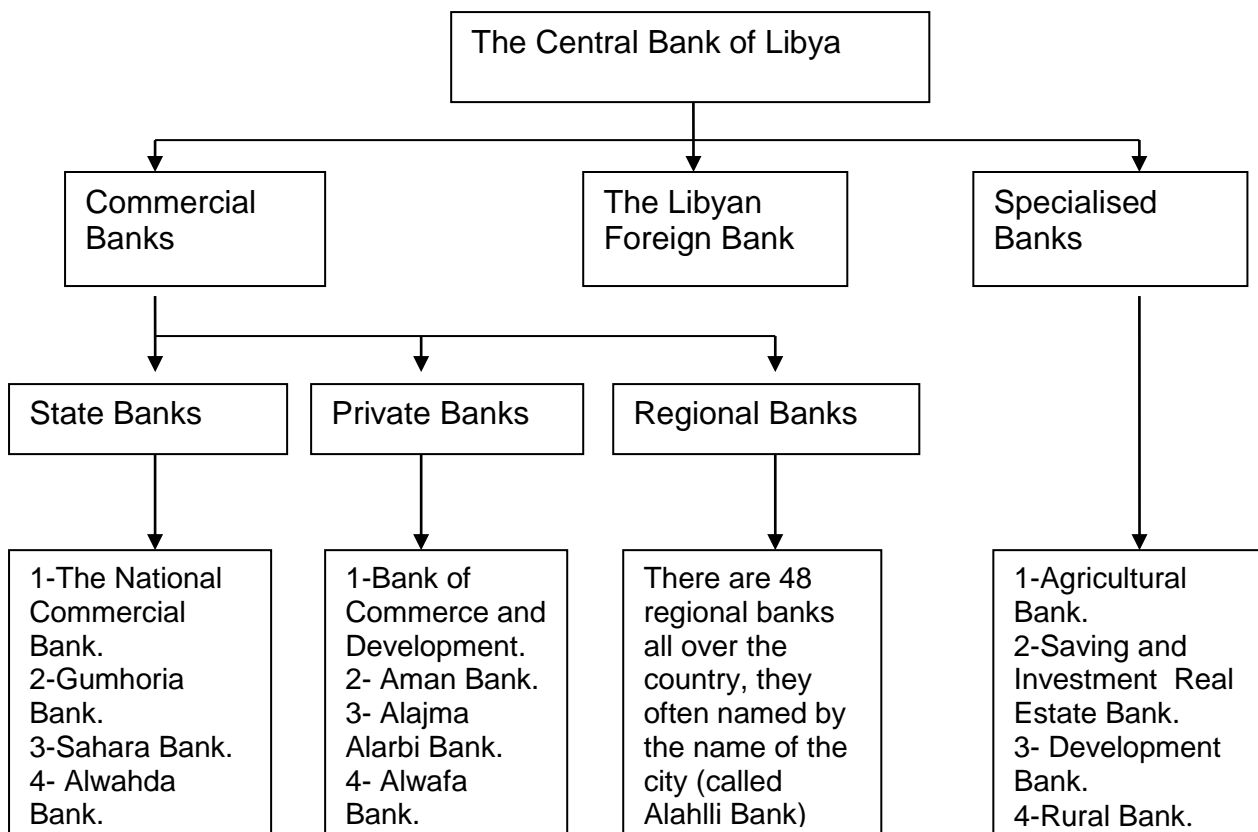 The Central Bank of Libya
Commercial
Banks
The Libyan
Foreign Bank
Specialised
Banks
State Banks
Private Banks
Regional Banks
1-The National
Commercial
Bank.
2-Gumhoria
Bank.
3-Sahara Bank.
4- Alwahda
Bank.
1-Bank of
Commerce and
Development.
2- Aman Bank.
3- Alajma
Alarbi Bank.
4- Alwafa
Bank.
There are 48
regional banks
all over the
country, they
often named by
the name of the
city (called
Alahlli Bank)
1-Agricultural
Bank.
2-Saving and
Investment  Real
Estate Bank.
3- Development
Bank.
4-Rural Bank.